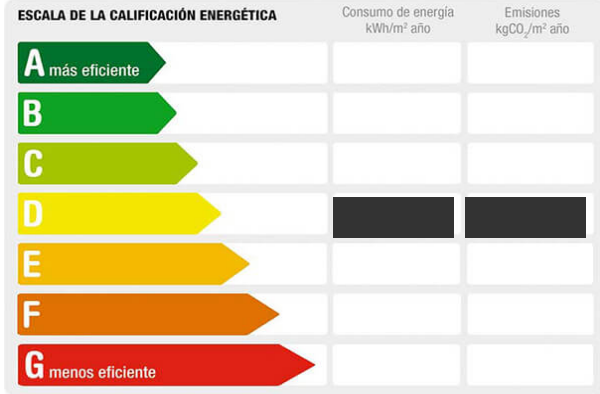 ESCALA DE LA CALIFICACIÓN ENERGÉTICA
Consumo de energía
kWh/m² año
Emisiones
kgCO₂/m² año
A más eficiente
B
C
D
E
F
G menos eficiente